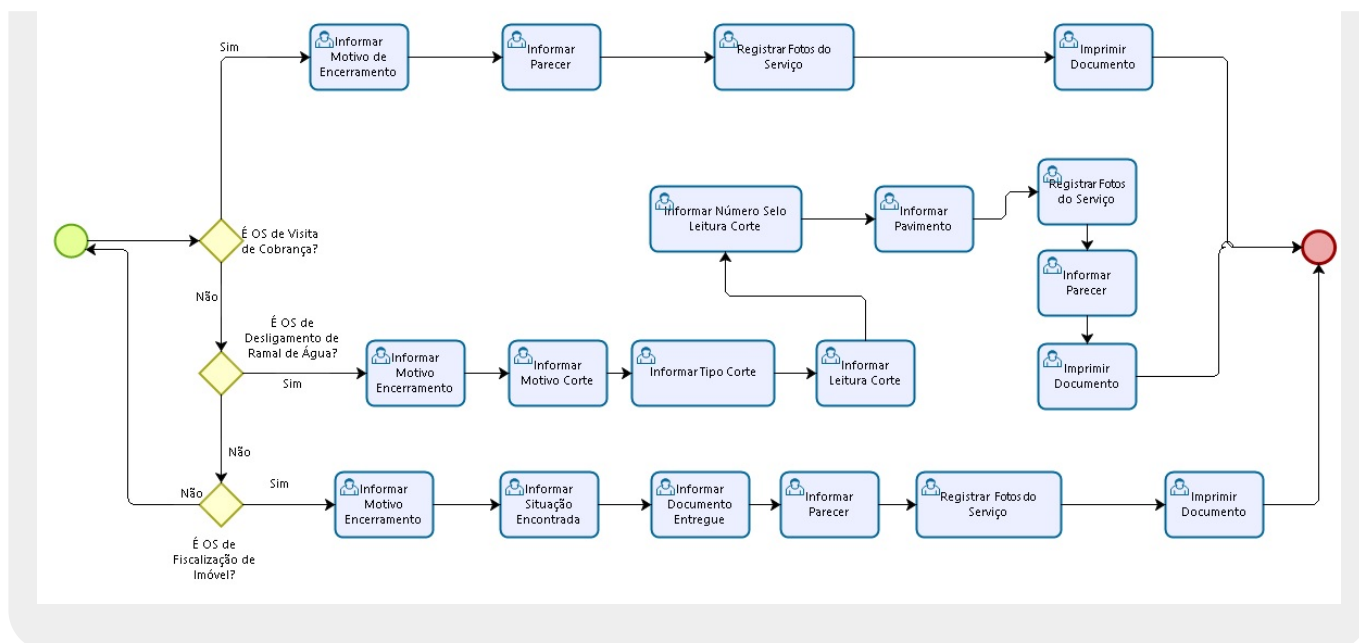 Sim
Informar
Motivo de
Encerramento
Informar
Parecer
Registrar Fotos do
Serviço
Imprimir
Documento
É OS de Visita
de Cobrança?
Não
Informar Número Selo
Leitura Corte
Informar
Pavimento
Registrar Fotos
do Serviço
Informar
Parecer
Imprimir
Documento
É OS de
Desligamento de
Ramal de Água?
Sim
Informar
Motivo
Encerramento
Informar
Motivo Corte
Informar Tipo Corte
Informar
Leitura Corte
Não
Não
Sim
É OS de
Fiscalização de
Imóvel?
Informar
Motivo
Encerramento
Informar
Situação
Encontrada
Informar
Documento
Entregue
Informar
Parecer
Registrar Fotos do
Serviço
Imprimir
Documento